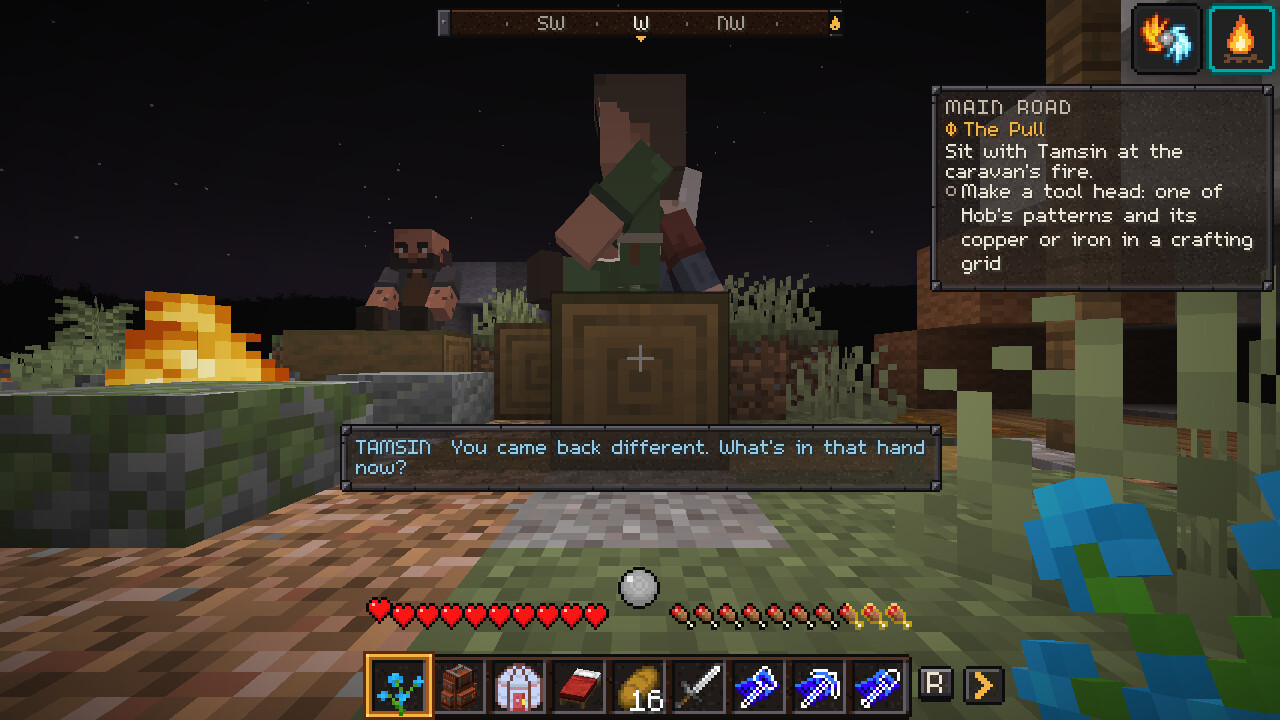 SW W NW
MAIN ROAD
The Pull
Sit with Tamsin at the
caravan's fire.
Make a tool head: one of
Hob's patterns and its
copper or iron in a crafting
grid
TAMSIN You came back different. What's in that hand
now?
16
R